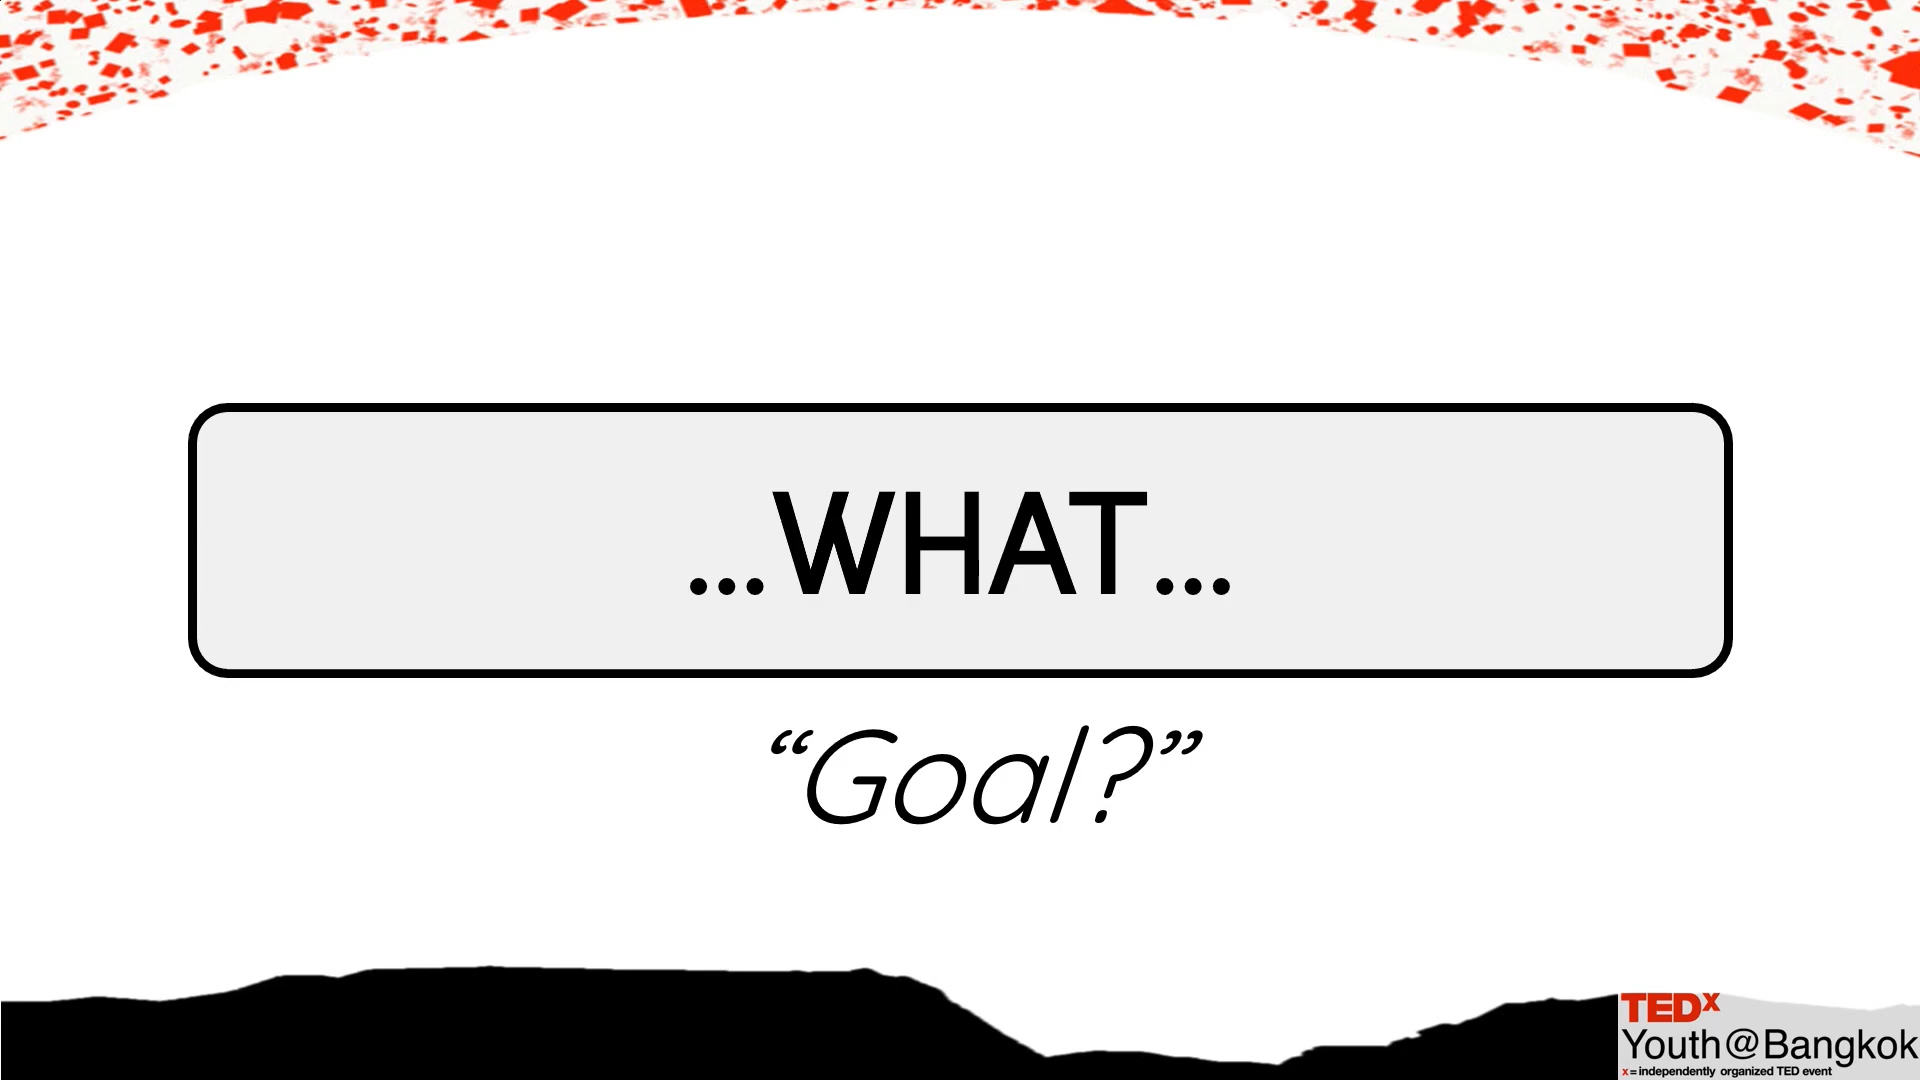 ...WHAT...
“Goal?”
TEDx
Youth@Bangkok
x = independently organized TED event